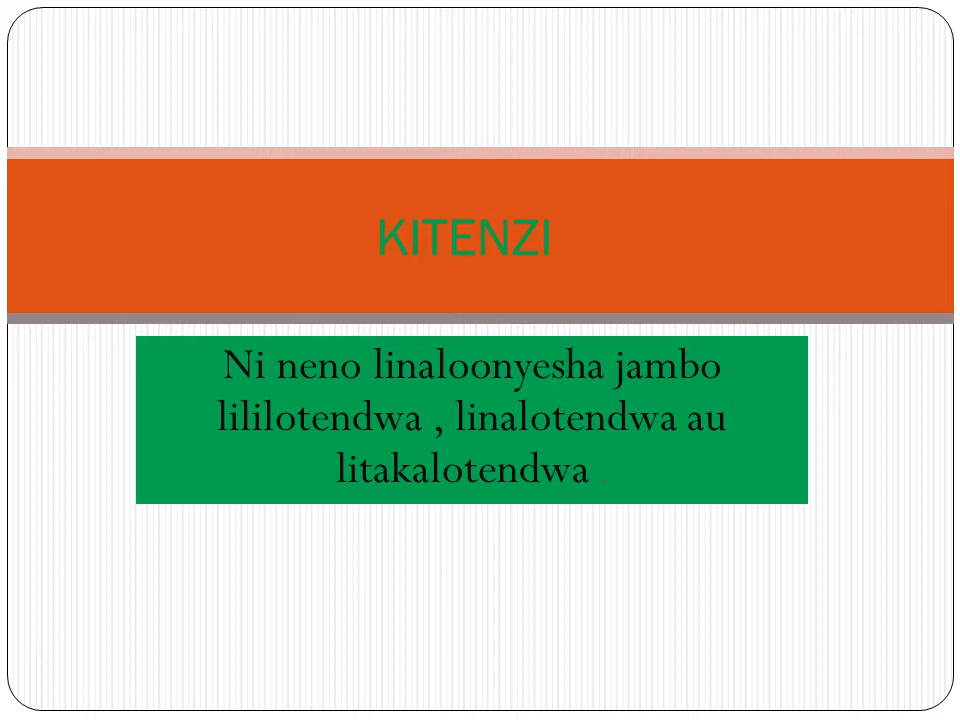 KITENZI
Ni neno linaloonyesha jambo
lililotendwa , linalotendwa au
litakalotendwa .